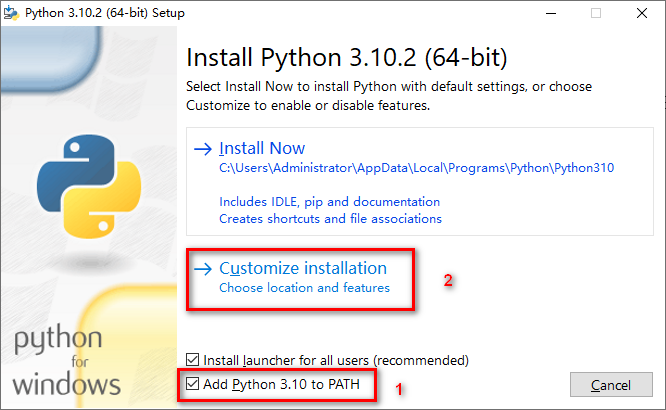 Python 3.10.2 (64-bit) Setup
Install Python 3.10.2 (64-bit)
Select Install Now to install Python with default settings, or choose
Customize to enable or disable features.
Install Now
C:\Users\Administrator\AppData\Local\Programs\Python\Python310
Includes IDLE, pip and documentation
Creates shortcuts and file associations
Customize installation
Choose location and features
2
Install launcher for all users (recommended)
Add Python 3.10 to PATH
1
Cancel
python
for
windows